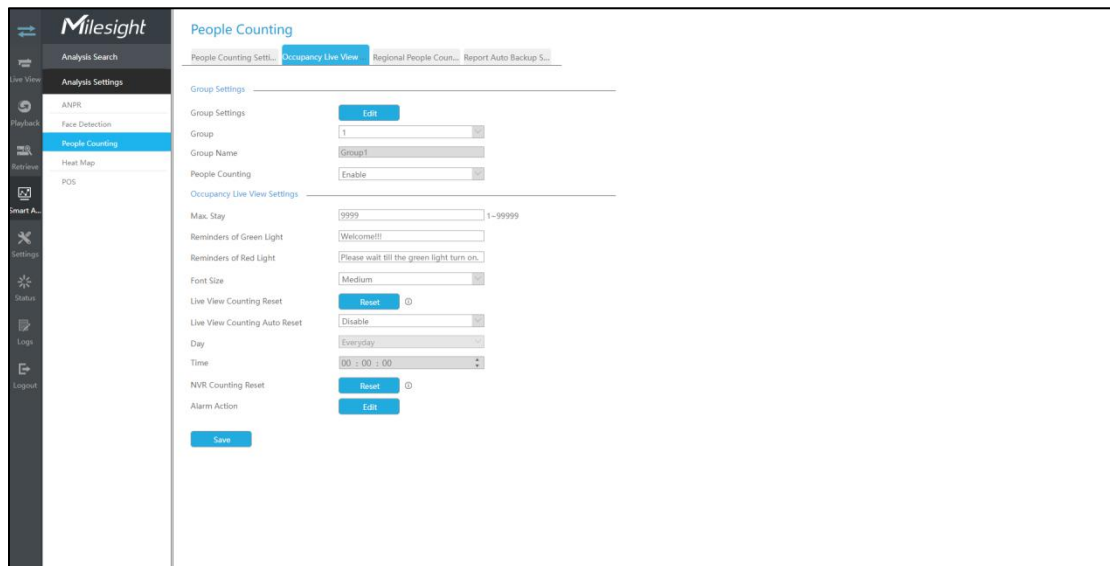 Milesight
Live View
Playback
Retrieve
Smart A...
Settings
Status
Logs
Logout
Analysis Search
Analysis Settings
ANPR
Face Detection
People Counting
Heat Map
POS
People Counting
People Counting Setti... Occupancy Live View ... Regional People Coun... Report Auto Backup S...
Group Settings
Group Settings Edit
Group 1
Group Name Group1
People Counting Enable
Occupancy Live View Settings
Max. Stay 9999 1~99999
Reminders of Green Light Welcome!!!
Reminders of Red Light Please wait till the green light turn on.
Font Size Medium
Live View Counting Reset Reset
Live View Counting Auto Reset Disable
Day Everyday
Time 00 : 00 : 00
NVR Counting Reset Reset
Alarm Action Edit
Save